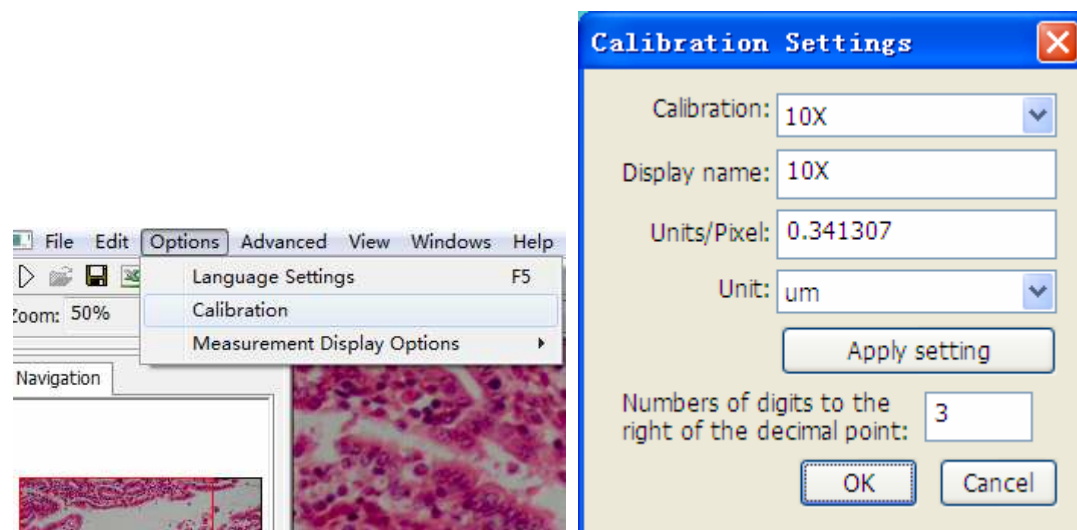 File Edit Options Advanced View Windows Help
Language Settings F5
Zoom: 50%
Calibration
Measurement Display Options
Navigation
Calibration Settings
Calibration: 10X
Display name: 10X
Units/Pixel: 0.341307
Unit: um
Apply setting
Numbers of digits to the
right of the decimal point: 3
OK Cancel